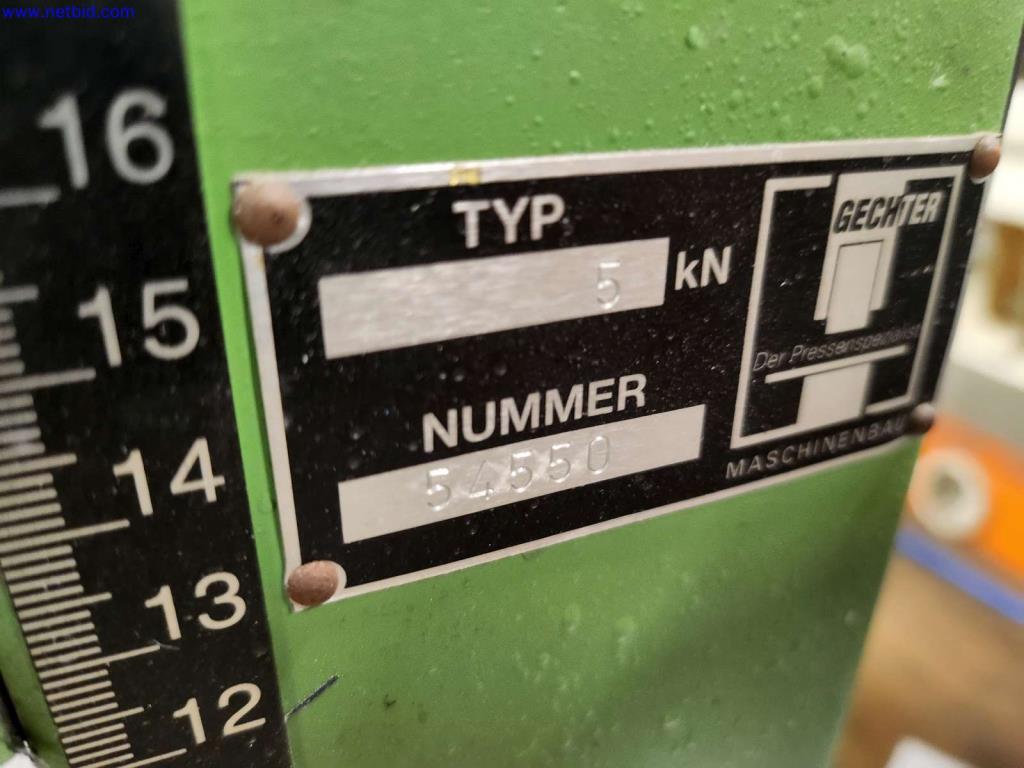 www.netbid.com
16
15
14
13
12
TYP
5 kN
NUMMER
54550
GECHTER
Der Pressenspezialist
MASCHINENBAU